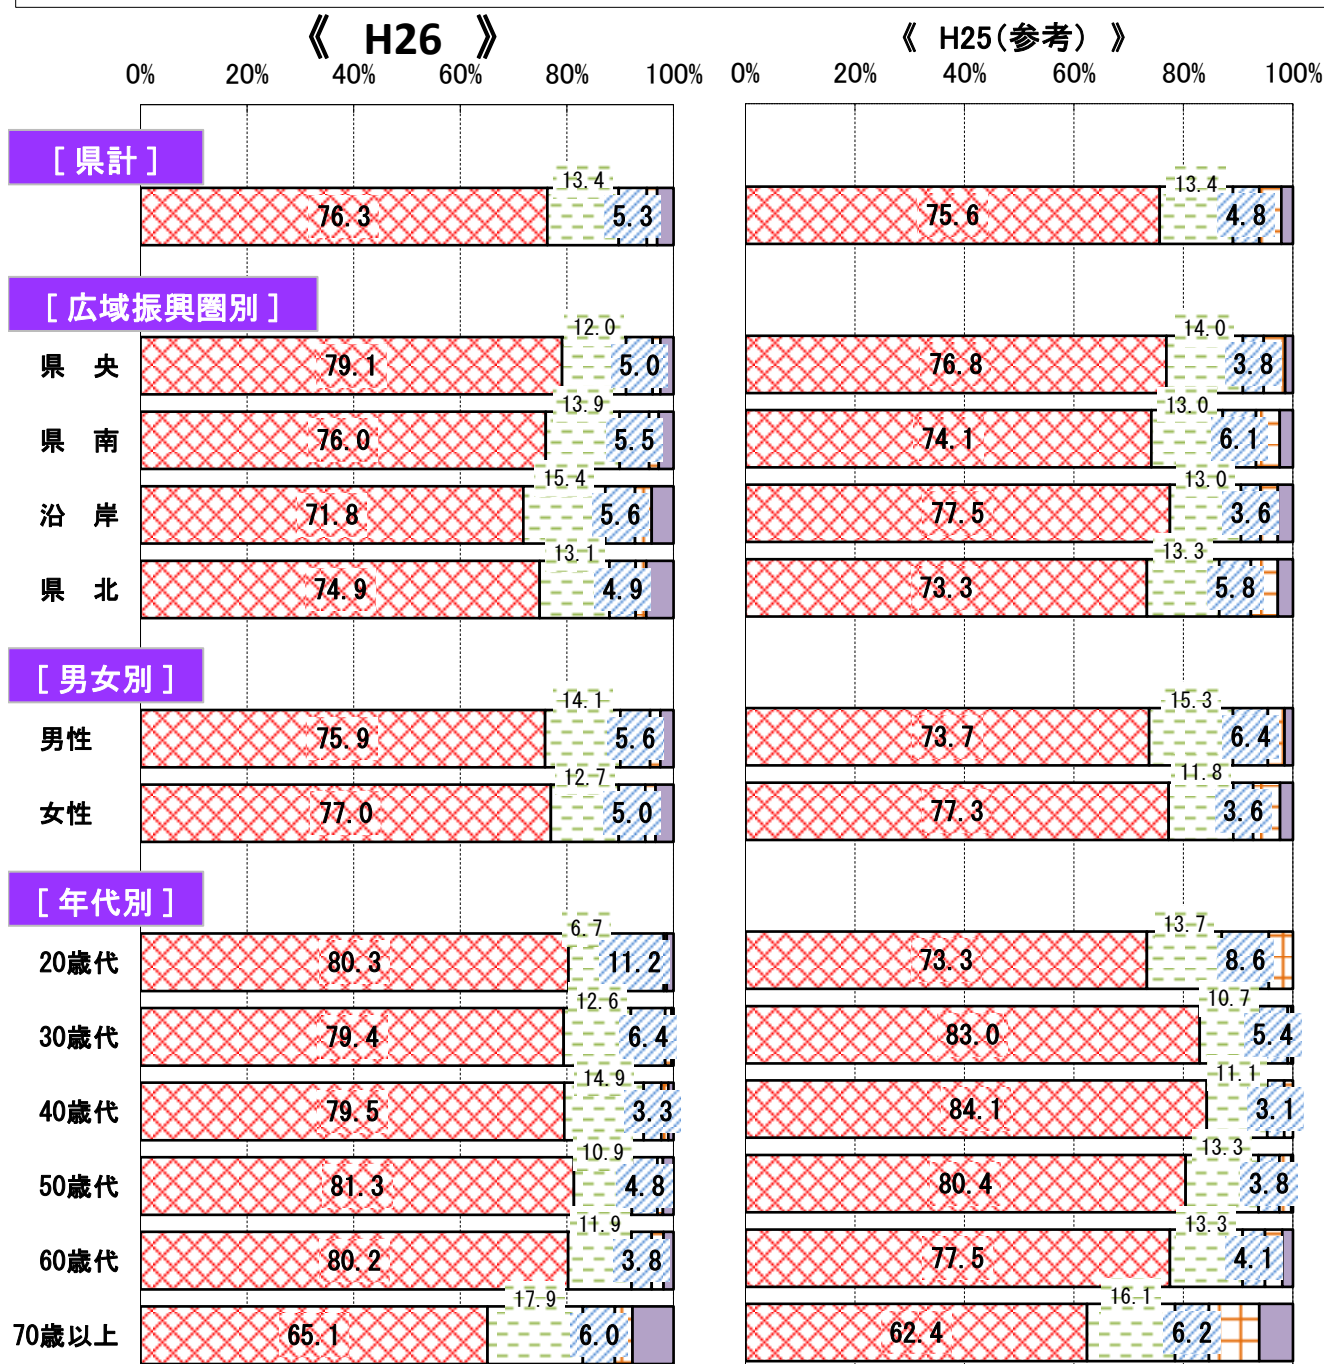 《 H26 》
《 H25(参考) 》
0% 20% 40% 60% 80% 100%
0% 20% 40% 60% 80% 100%
[ 県計 ]
76.3 13.4 5.3
75.6 13.4 4.8
[ 広域振興圏別 ]
県 央 79.1 12.0 5.0
76.8 14.0 3.8
県 南 76.0 13.9 5.5
74.1 13.0 6.1
沿 岸 71.8 15.4 5.6
77.5 13.0 3.6
県 北 74.9 13.1 4.9
73.3 13.3 5.8
[ 男女別 ]
男性 75.9 14.1 5.6
73.7 15.3 6.4
女性 77.0 12.7 5.0
77.3 11.8 3.6
[ 年代別 ]
20歳代 80.3 6.7 11.2
73.3 13.7 8.6
30歳代 79.4 12.6 6.4
83.0 10.7 5.4
40歳代 79.5 14.9 3.3
84.1 11.1 3.1
50歳代 81.3 10.9 4.8
80.4 13.3 3.8
60歳代 80.2 11.9 3.8
77.5 13.3 4.1
70歳以上 65.1 17.9 6.0
62.4 16.1 6.2